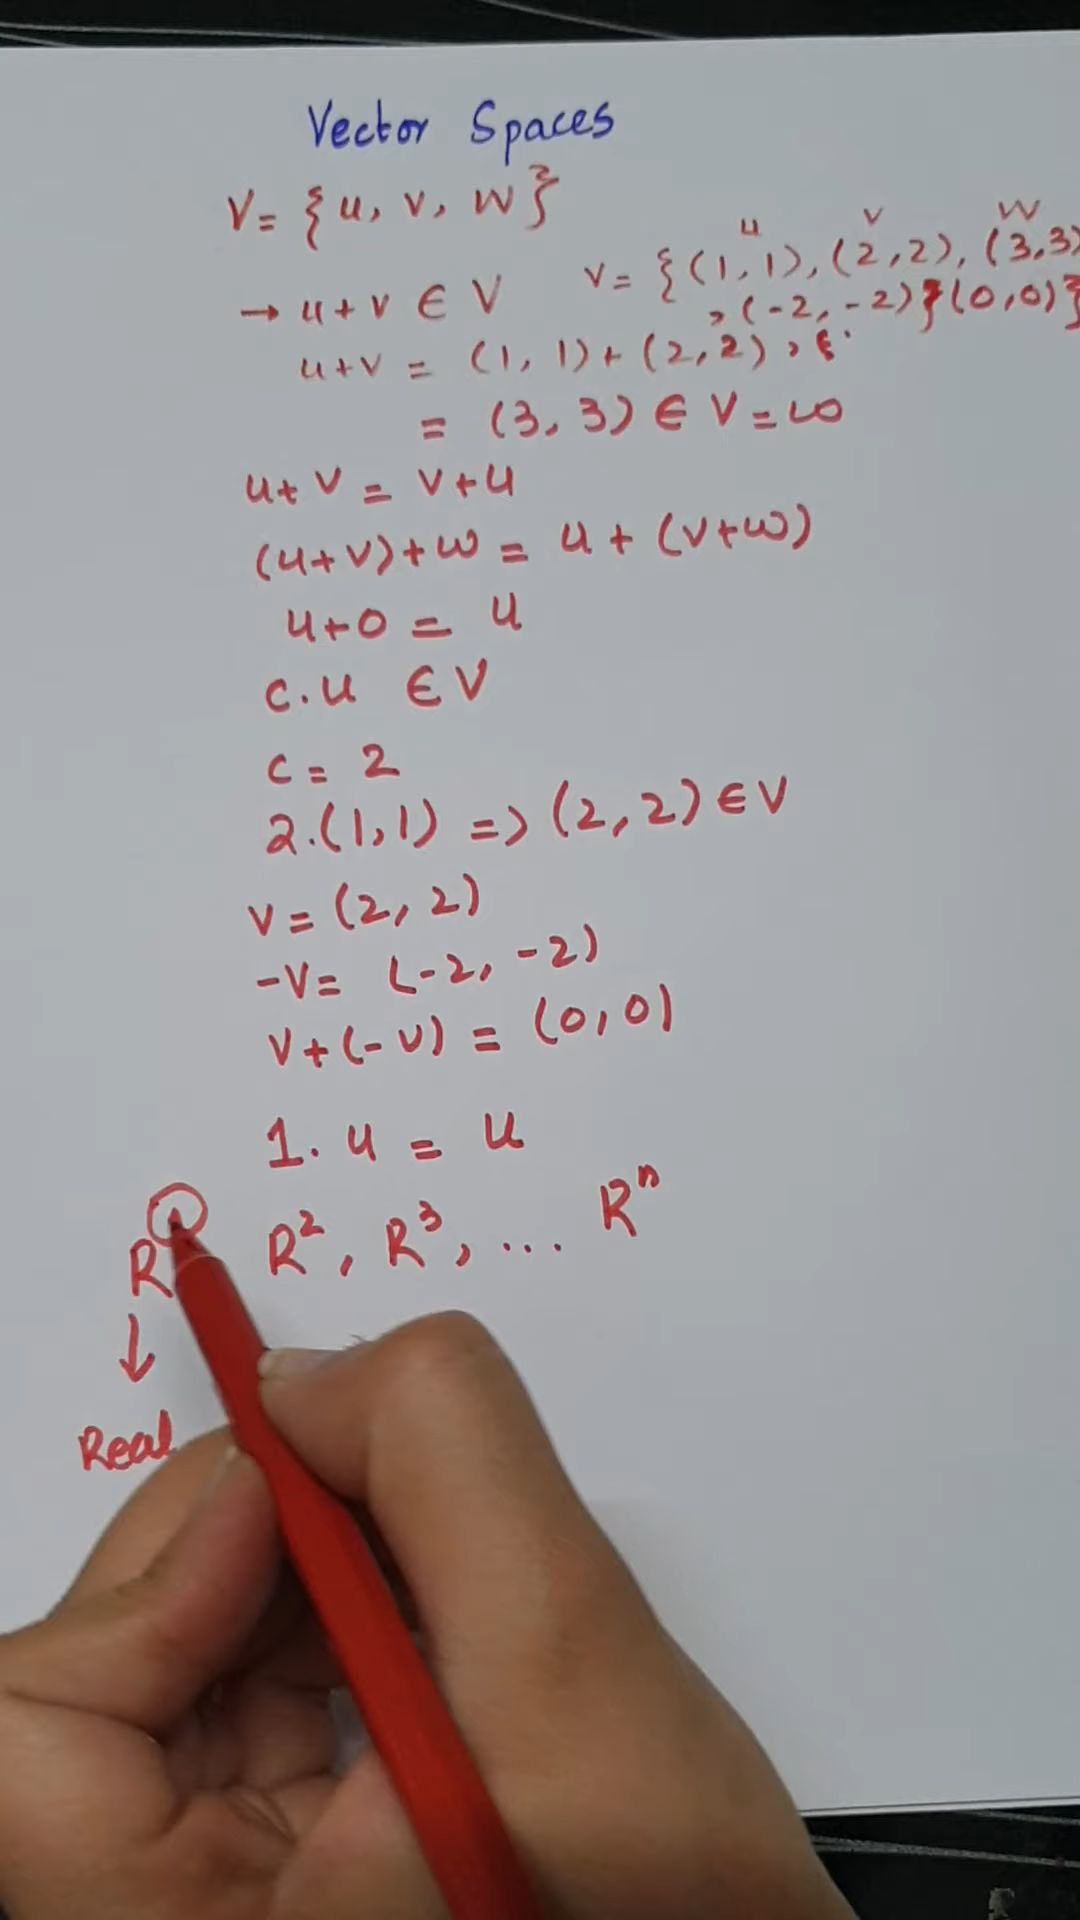 Vector Spaces
V = { u, v, w }
u v w
→ u + v ∈ V
V = {(1, 1), (2, 2), (3,3)
, (-2, -2)} (0, 0)}
u + v = (1, 1) + (2, 2) ,
= (3, 3) ∈ V = w
u + v = v + u
(u + v) + w = u + (v + w)
u + 0 = u
c . u ∈ V
c = 2
2.(1,1) => (2, 2) ∈ V
v = (2, 2)
-v = (-2, -2)
v + (-v) = (0, 0)
1. u = u
R R², R³, ... Rⁿ
↓
Real